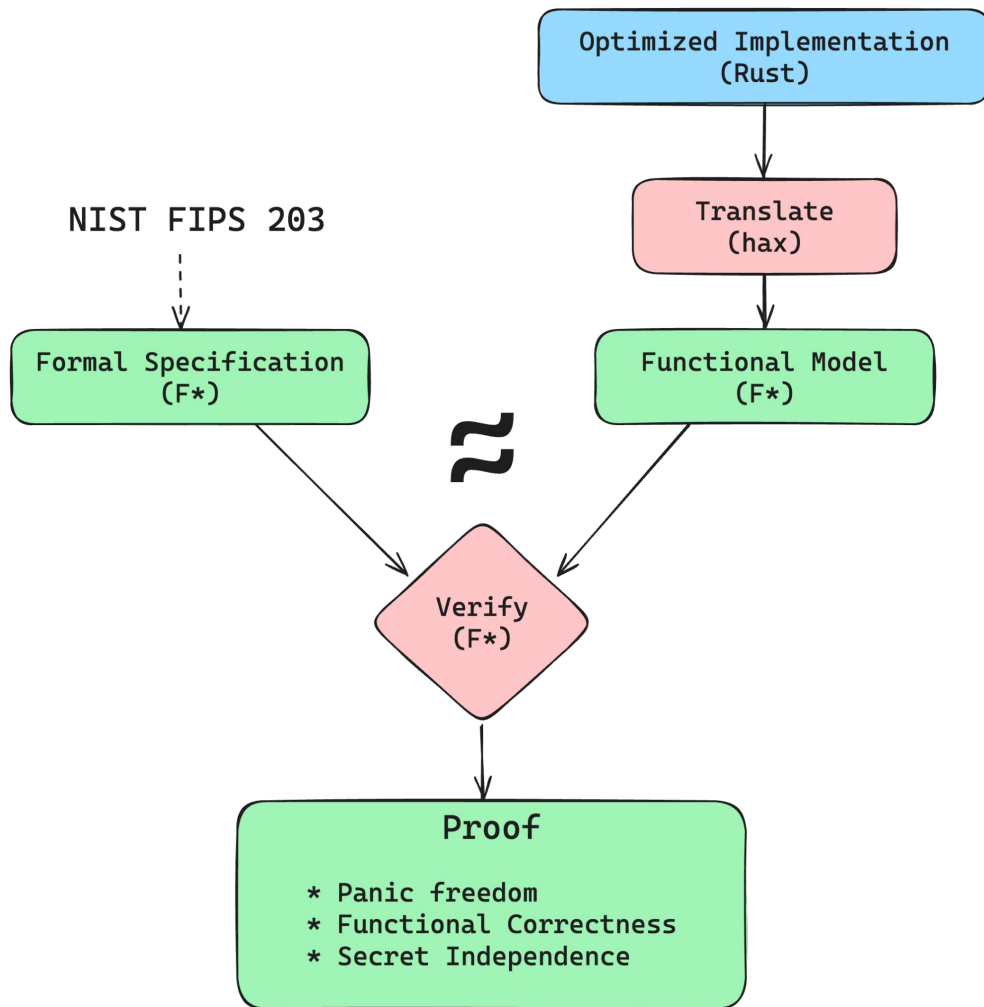 Optimized Implementation
(Rust)
Translate
(hax)
NIST FIPS 203
Formal Specification
(F*)
Functional Model
(F*)
≈
Verify
(F*)
Proof
* Panic freedom
* Functional Correctness
* Secret Independence